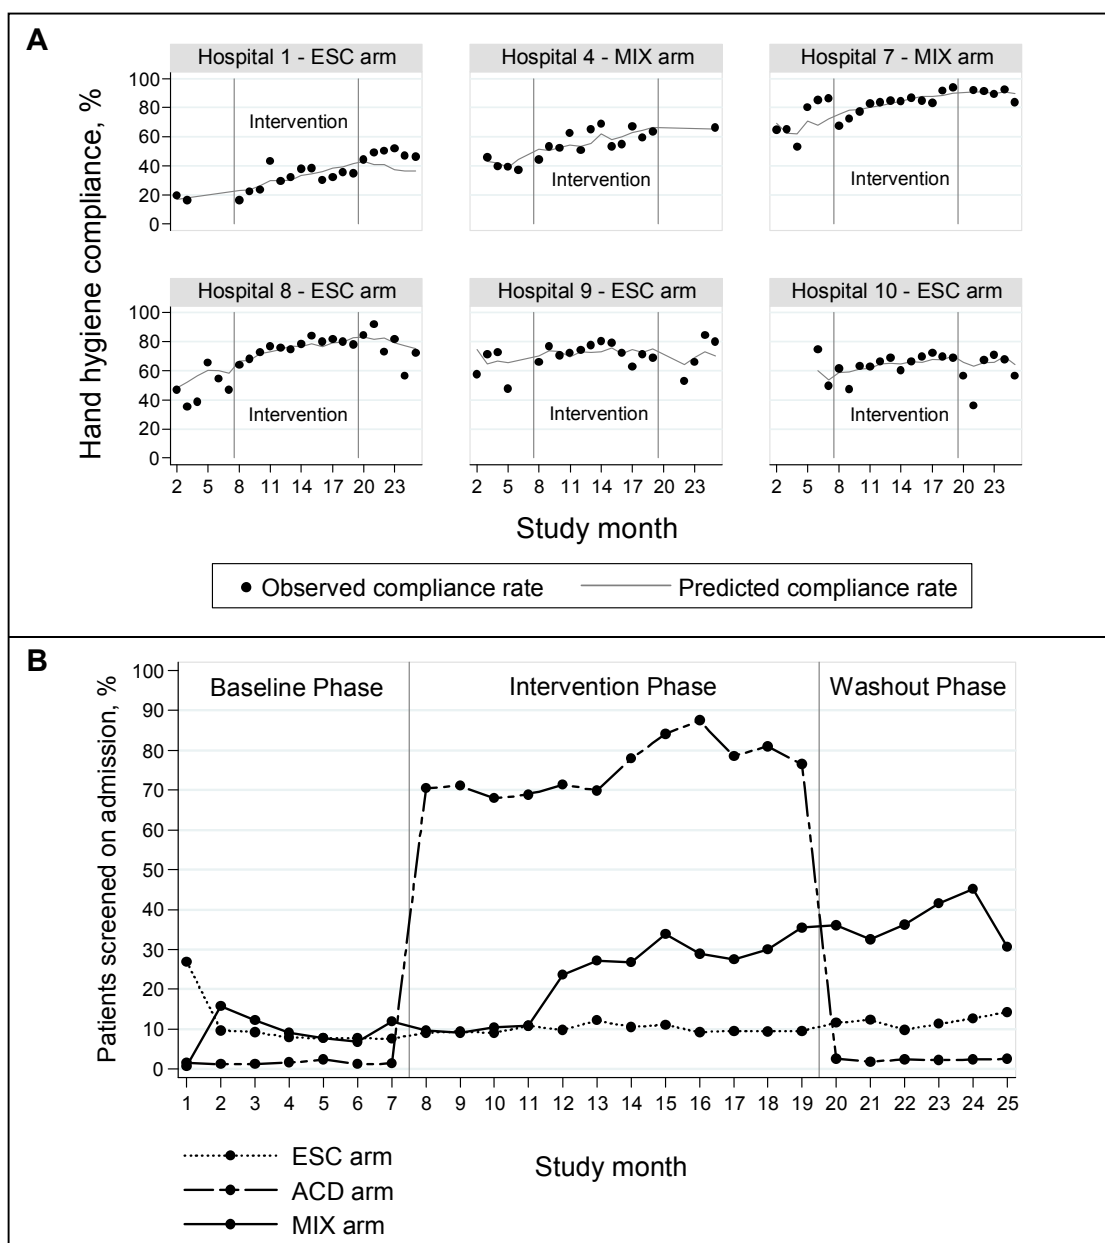 A
Hospital 1 - ESC arm
Hospital 4 - MIX arm
Hospital 7 - MIX arm
Hand hygiene compliance, %
100
80
60
40
20
0
Intervention
Intervention
Intervention
Hospital 8 - ESC arm
Hospital 9 - ESC arm
Hospital 10 - ESC arm
100
80
60
40
20
0
Intervention
Intervention
Intervention
2 5 8 11 14 17 20 23
2 5 8 11 14 17 20 23
2 5 8 11 14 17 20 23
Study month
Observed compliance rate
Predicted compliance rate
B
Patients screened on admission, %
100
90
80
70
60
50
40
30
20
10
0
Baseline Phase
Intervention Phase
Washout Phase
1 2 3 4 5 6 7 8 9 10 11 12 13 14 15 16 17 18 19 20 21 22 23 24 25
Study month
ESC arm
ACD arm
MIX arm